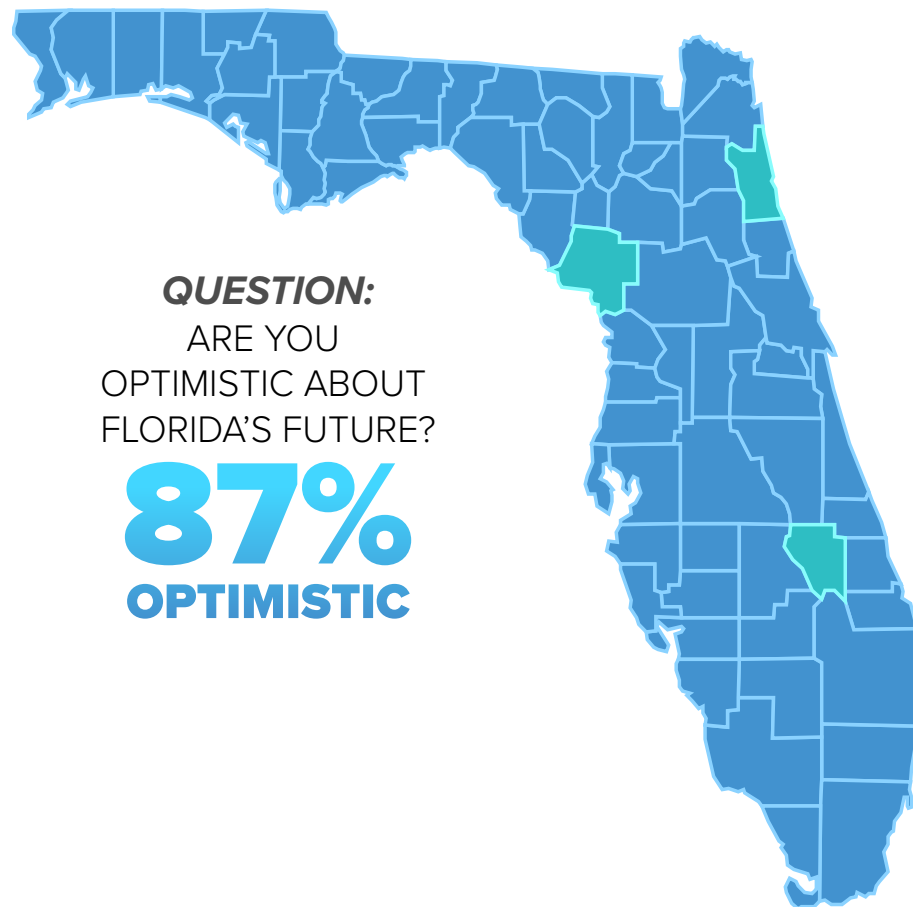 QUESTION:
ARE YOU
OPTIMISTIC ABOUT
FLORIDA’S FUTURE?
87%
OPTIMISTIC